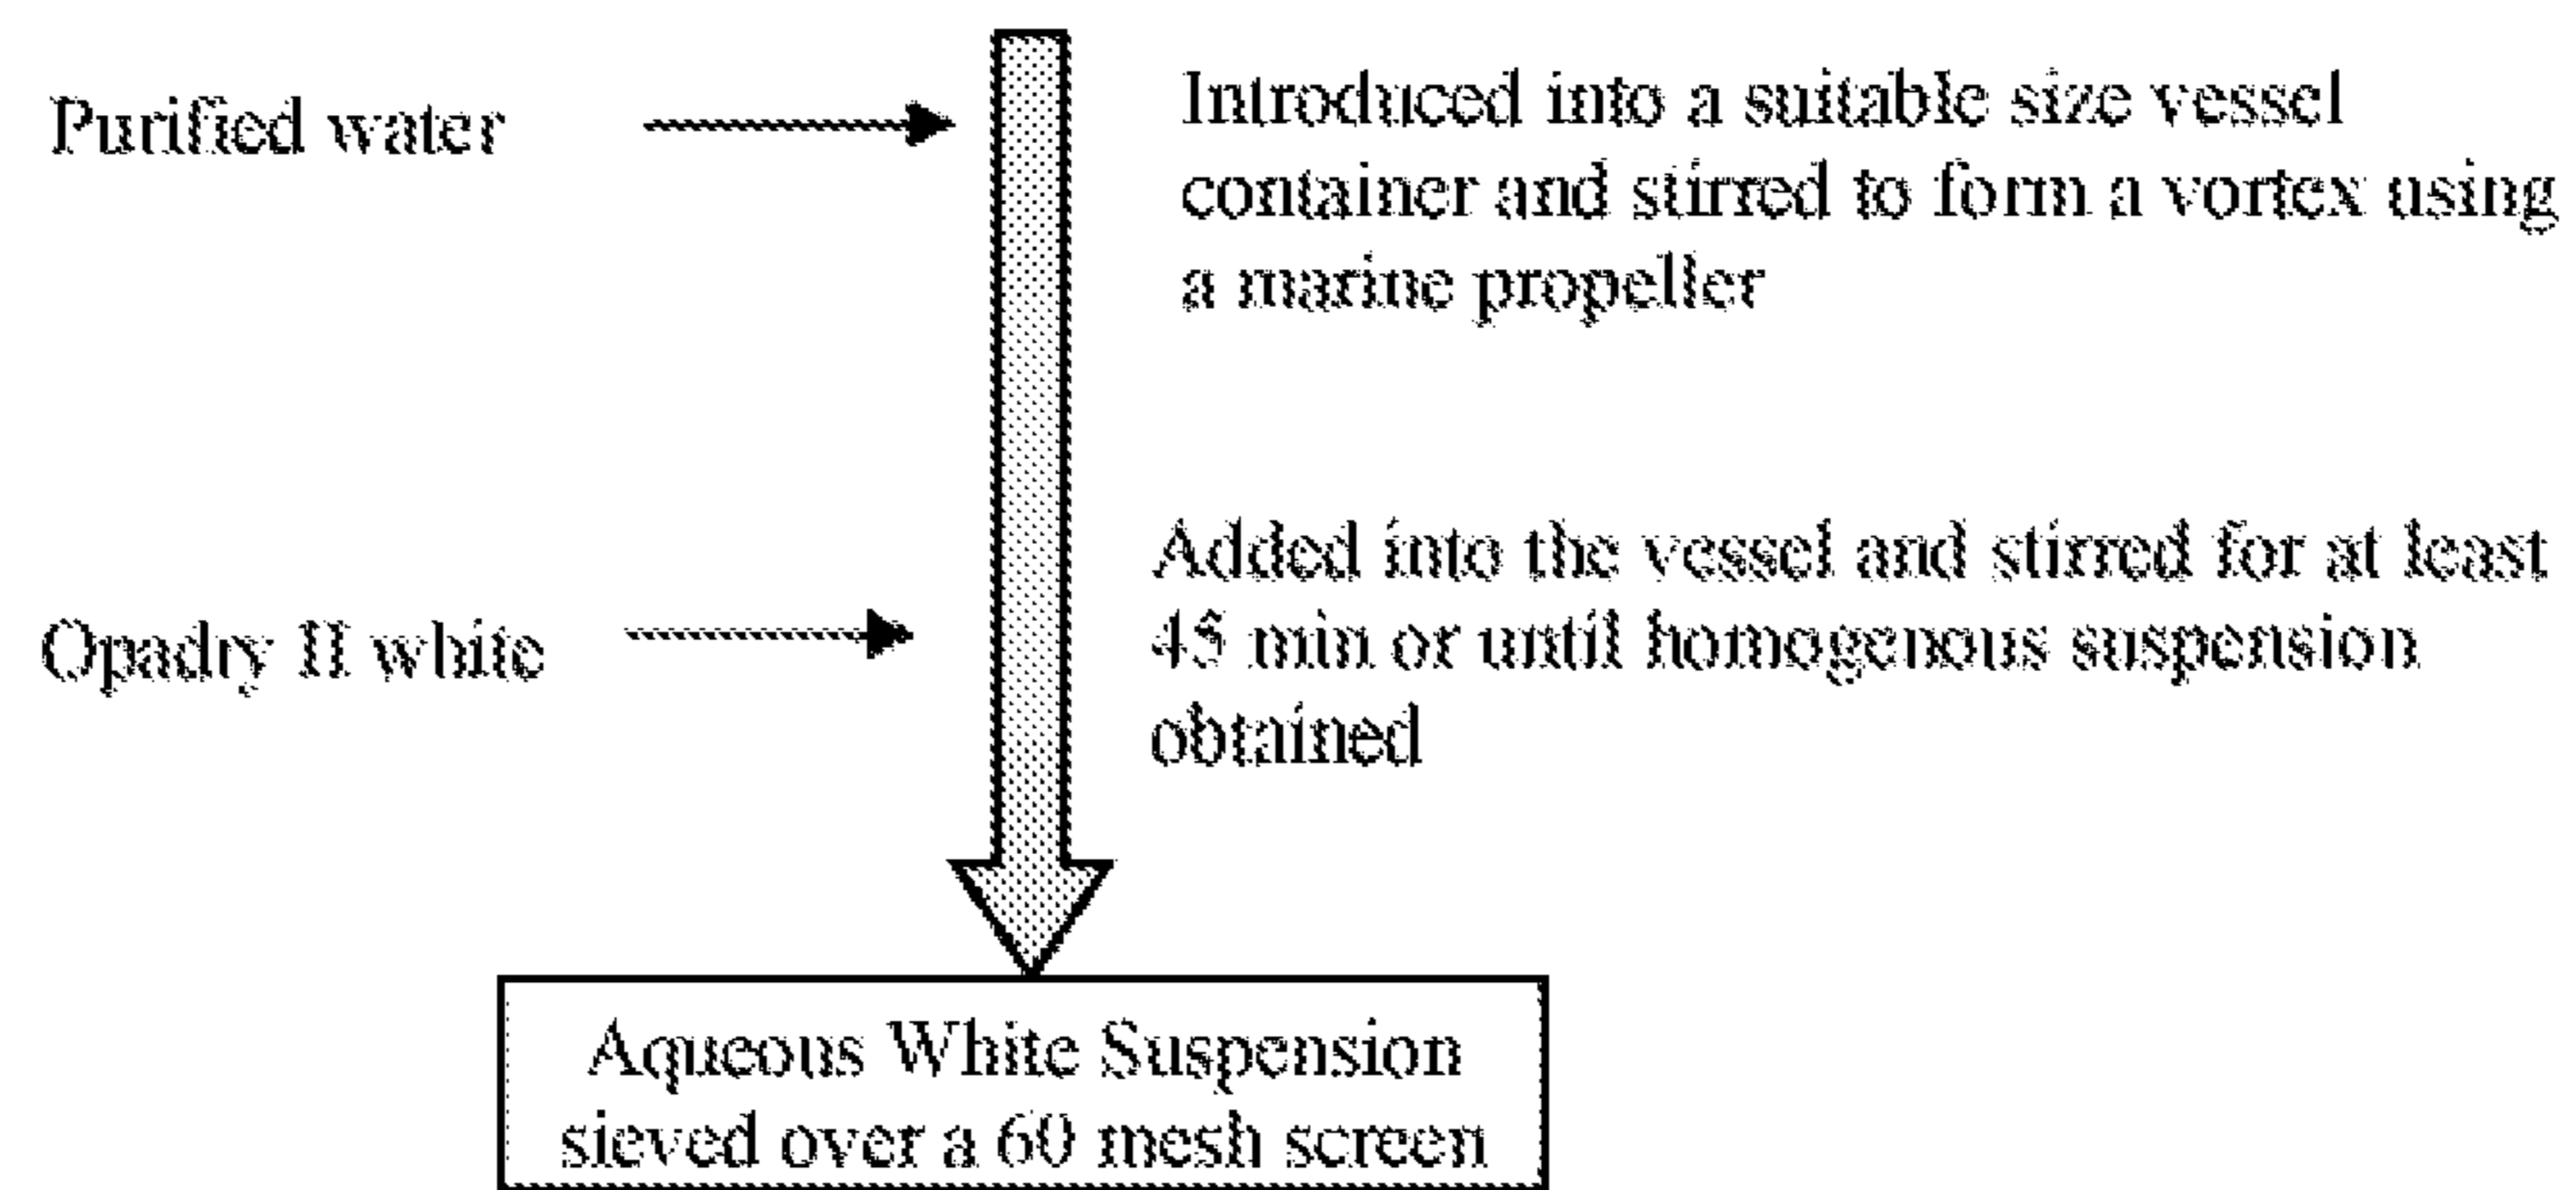 Purified water
Introduced into a suitable size vessel
container and stirred to form a vortex using
a marine propeller
Opadry II white
Added into the vessel and stirred for at least
45 min or until homogenous suspension
obtained
Aqueous White Suspension
sieved over a 60 mesh screen